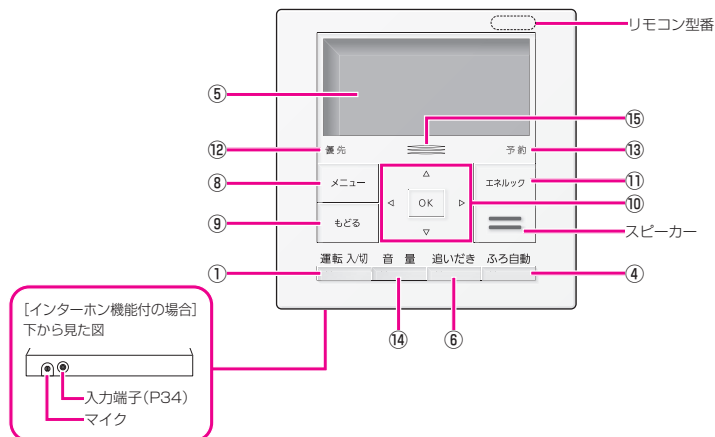 リモコン型番
⑤
⑮
⑫ 優先 予約 ⑬
⑧ メニュー △ エネルック ⑪
◁ OK ▷ ⑩
⑨ もどる ▽ スピーカー
① 運転 入/切 音 量 追いだき ふろ自動 ④
⑭ ⑥
[インターホン機能付の場合]
下から見た図
入力端子(P34)
マイク